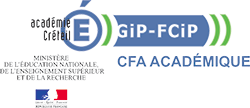 académie
Créteil
É
GiP-FCiP
CFA ACADÉMIQUE
MINISTÈRE
DE L'ÉDUCATION NATIONALE,
DE L'ENSEIGNEMENT SUPÉRIEUR
ET DE LA RECHERCHE